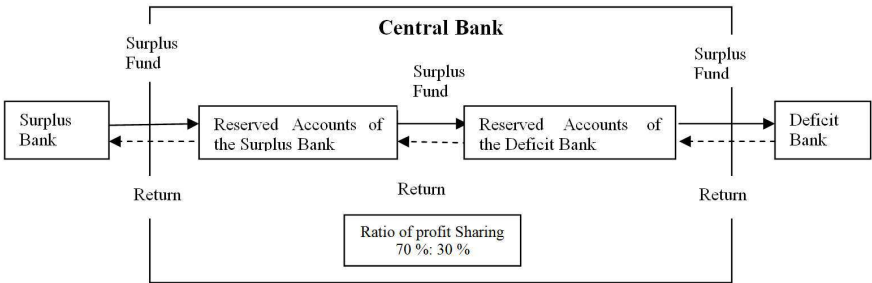 Central Bank
Surplus
Fund
Surplus
Fund
Surplus
Fund
Surplus
Bank
Reserved Accounts of
the Surplus Bank
Reserved Accounts of
the Deficit Bank
Deficit
Bank
Return
Return
Return
Ratio of profit Sharing
70 %: 30 %